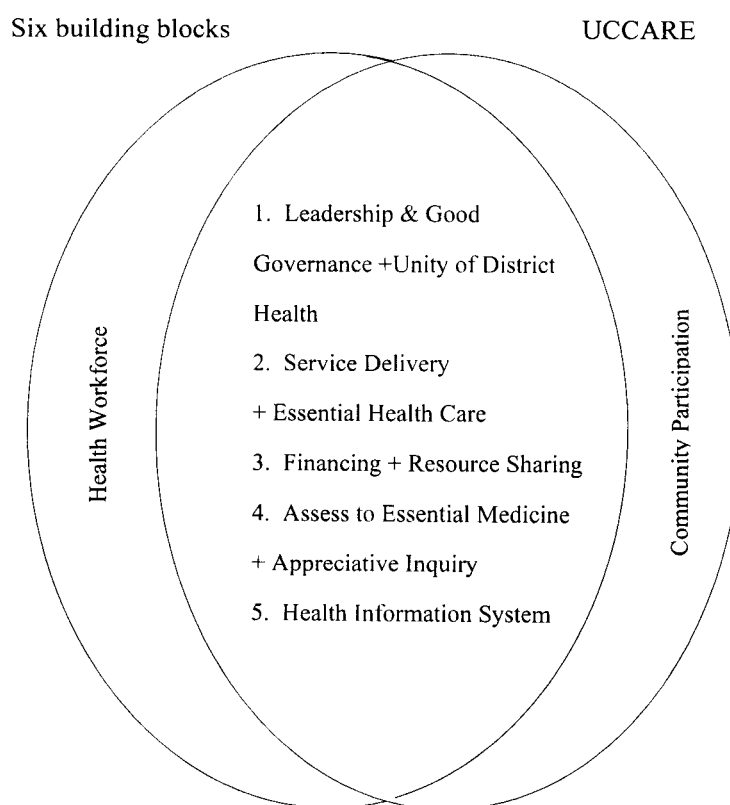 Six building blocks
UCCARE
1. Leadership & Good
Governance +Unity of District
Health
2. Service Delivery
+ Essential Health Care
3. Financing + Resource Sharing
4. Assess to Essential Medicine
+ Appreciative Inquiry
5. Health Information System
Health Workforce
Community Participation